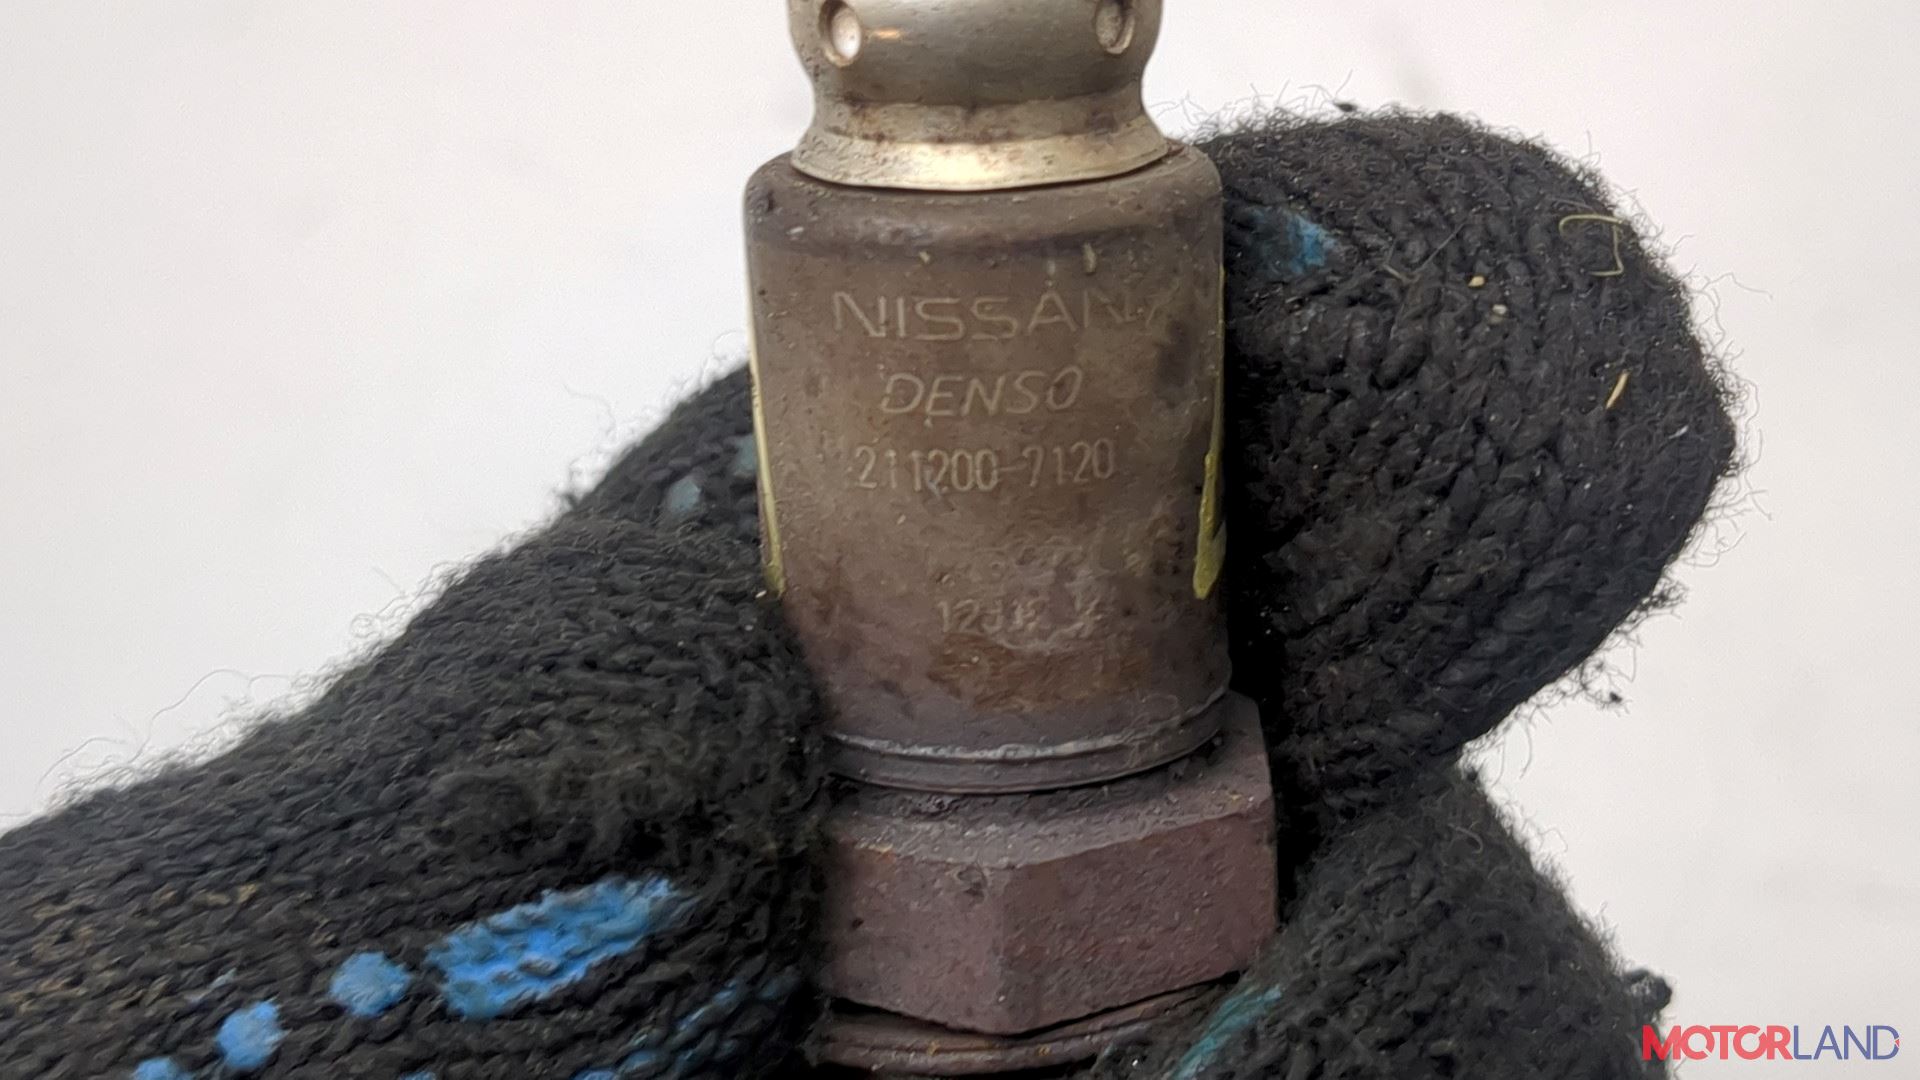 NISSAN
DENSO
211200-7120
MOTORLAND